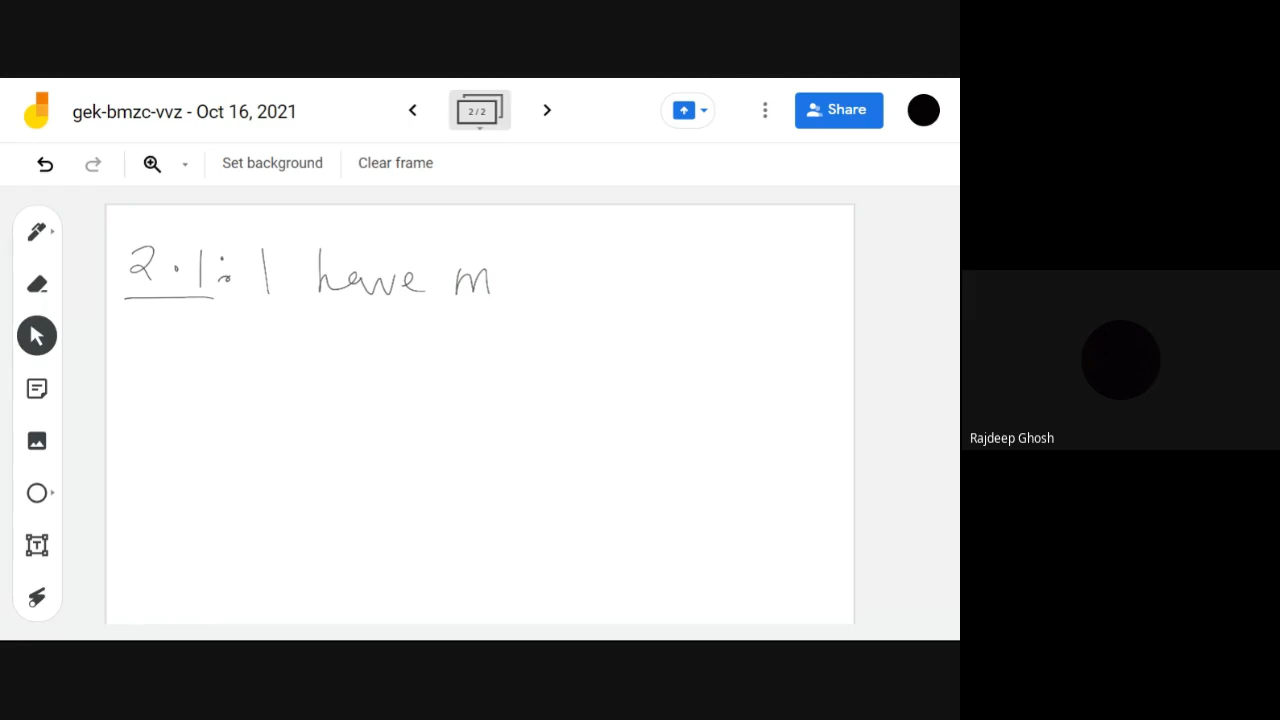 gek-bmzc-vvz - Oct 16, 2021
2 / 2
Share
Set background
Clear frame
2.1: I have m
T
Rajdeep Ghosh